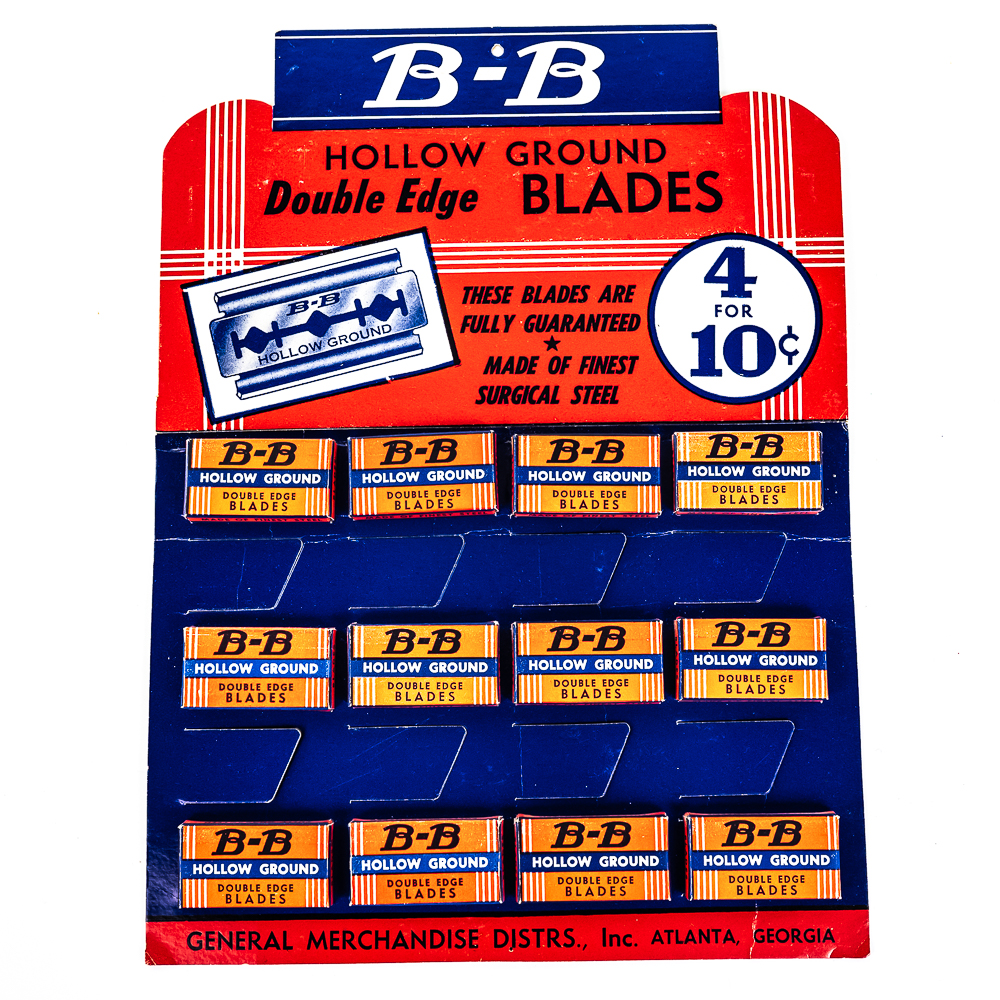 B-B
HOLLOW GROUND
Double Edge BLADES
B-B
HOLLOW GROUND
THESE BLADES ARE
FULLY GUARANTEED
★
MADE OF FINEST
SURGICAL STEEL
4
FOR
10¢
B-B
HOLLOW GROUND
DOUBLE EDGE
BLADES
B-B
HOLLOW GROUND
DOUBLE EDGE
BLADES
B-B
HOLLOW GROUND
DOUBLE EDGE
BLADES
B-B
HOLLOW GROUND
DOUBLE EDGE
BLADES
B-B
HOLLOW GROUND
DOUBLE EDGE
BLADES
B-B
HOLLOW GROUND
DOUBLE EDGE
BLADES
B-B
HOLLOW GROUND
DOUBLE EDGE
BLADES
B-B
HOLLOW GROUND
DOUBLE EDGE
BLADES
B-B
HOLLOW GROUND
DOUBLE EDGE
BLADES
B-B
HOLLOW GROUND
DOUBLE EDGE
BLADES
B-B
HOLLOW GROUND
DOUBLE EDGE
BLADES
B-B
HOLLOW GROUND
DOUBLE EDGE
BLADES
GENERAL MERCHANDISE DISTRS., Inc. ATLANTA, GEORGIA